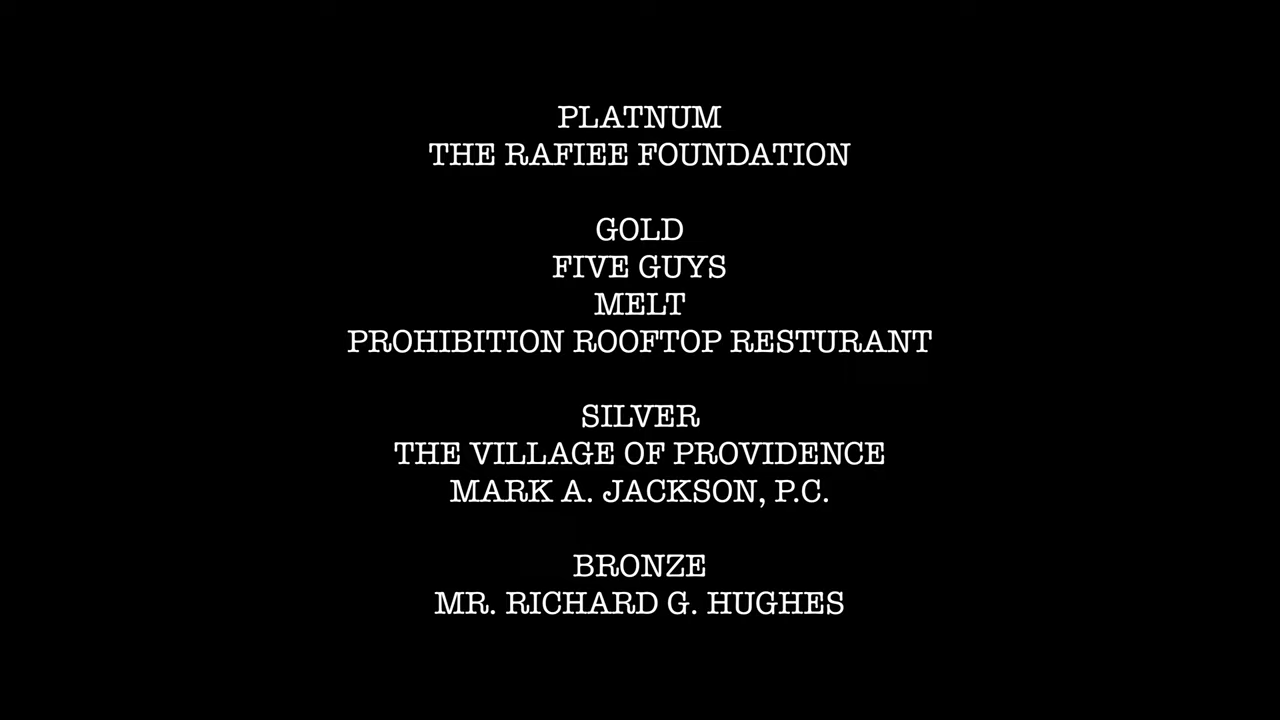 PLATNUM
THE RAFIEE FOUNDATION
GOLD
FIVE GUYS
MELT
PROHIBITION ROOFTOP RESTURANT
SILVER
THE VILLAGE OF PROVIDENCE
MARK A. JACKSON, P.C.
BRONZE
MR. RICHARD G. HUGHES